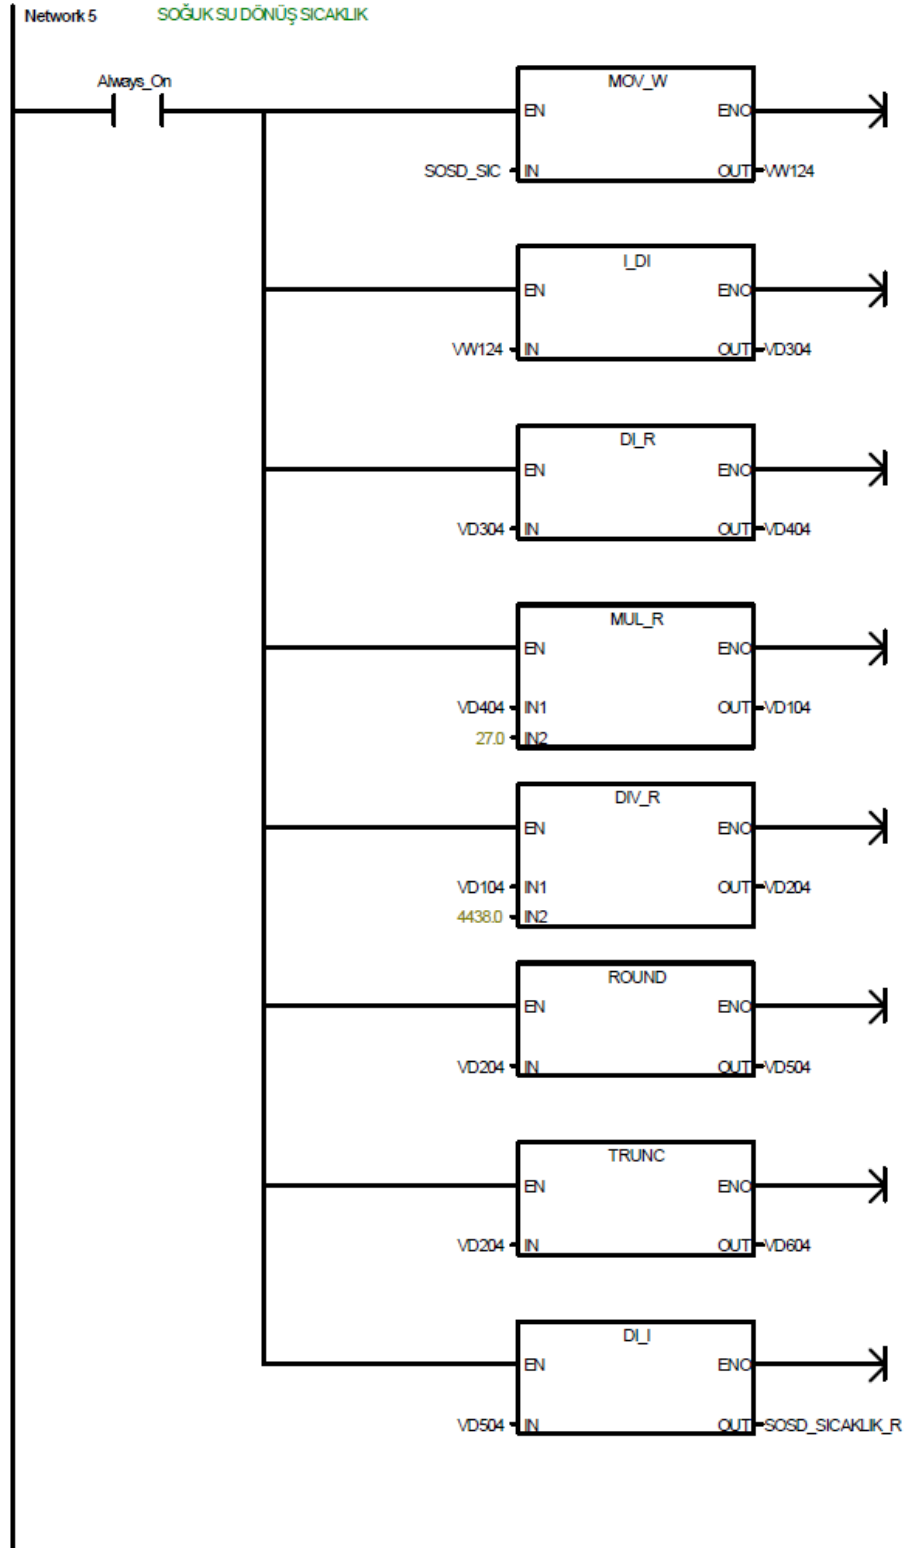 Network 5 SOĞUK SU DÖNÜŞ SICAKLIK
Always_On
MOV_W
EN ENO
SOSD_SIC IN OUT VW124
I_DI
EN ENO
VW124 IN OUT VD304
DI_R
EN ENO
VD304 IN OUT VD404
MUL_R
EN ENO
VD404 IN1 OUT VD104
27.0 IN2
DIV_R
EN ENO
VD104 IN1 OUT VD204
4438.0 IN2
ROUND
EN ENO
VD204 IN OUT VD504
TRUNC
EN ENO
VD204 IN OUT VD604
DI_I
EN ENO
VD504 IN OUT SOSD_SICAKLIK_R